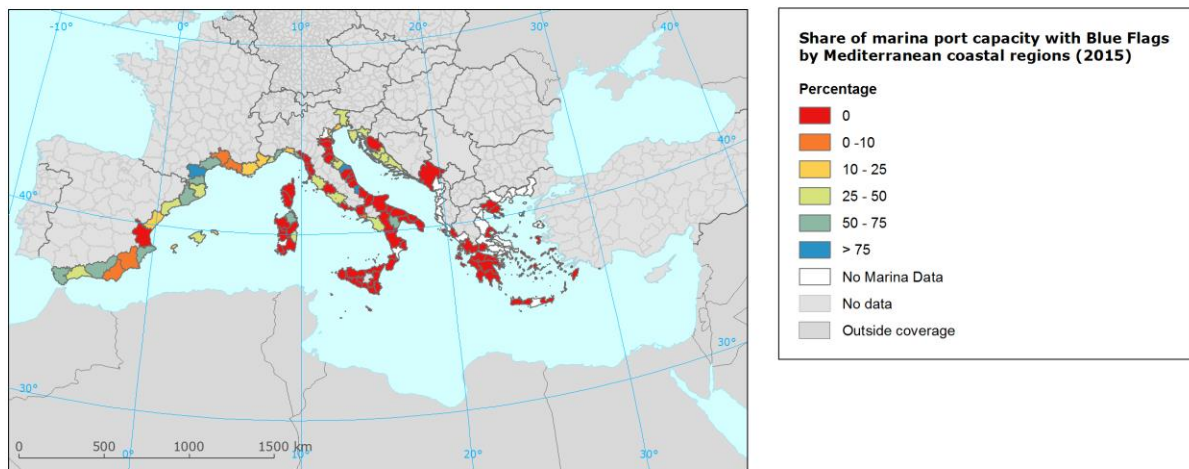 -10°
0°
10°
20°
30°
40°
40°
40°
30°
30°
0°
10°
20°
30°
0 500 1000 1500 km
Share of marina port capacity with Blue Flags
by Mediterranean coastal regions (2015)
Percentage
0
0 -10
10 - 25
25 - 50
50 - 75
> 75
No Marina Data
No data
Outside coverage